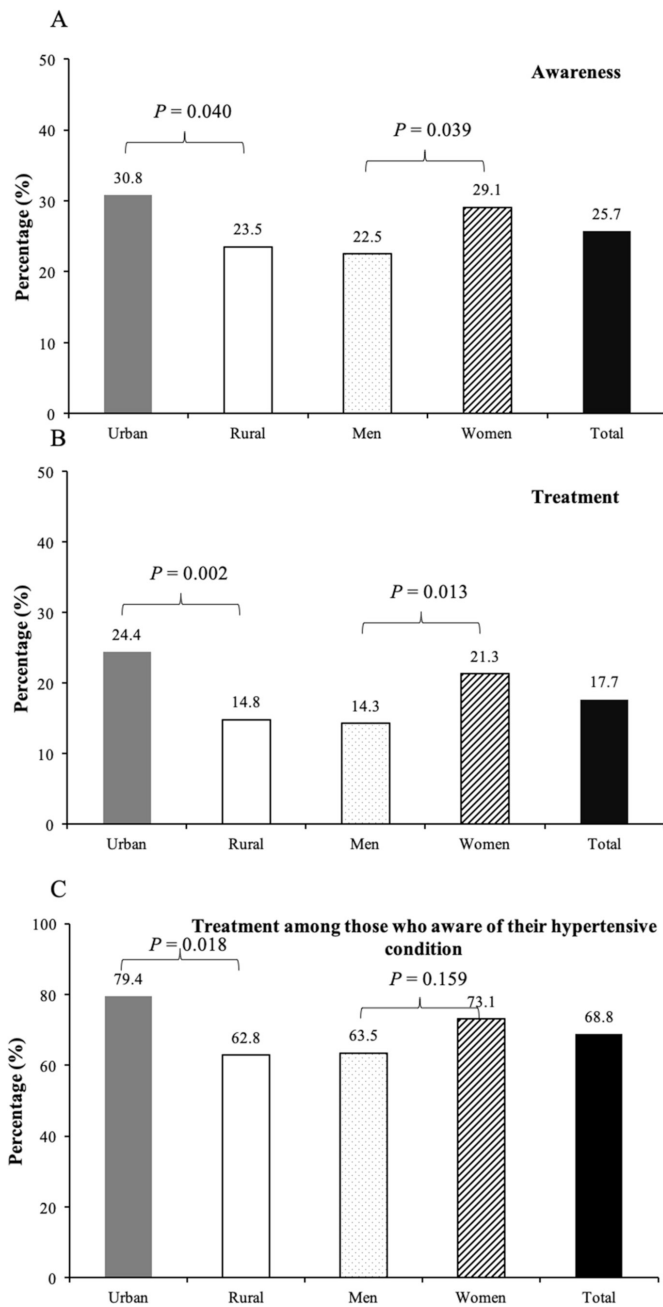 A
Awareness
Percentage (%)
50
40
30
20
10
0
P = 0.040
P = 0.039
30.8
23.5
22.5
29.1
25.7
Urban Rural Men Women Total
B
Treatment
Percentage (%)
50
40
30
20
10
0
P = 0.002
P = 0.013
24.4
14.8
14.3
21.3
17.7
Urban Rural Men Women Total
C
Treatment among those who aware of their hypertensive
condition
Percentage (%)
100
80
60
40
20
0
P = 0.018
P = 0.159
79.4
62.8
63.5
73.1
68.8
Urban Rural Men Women Total